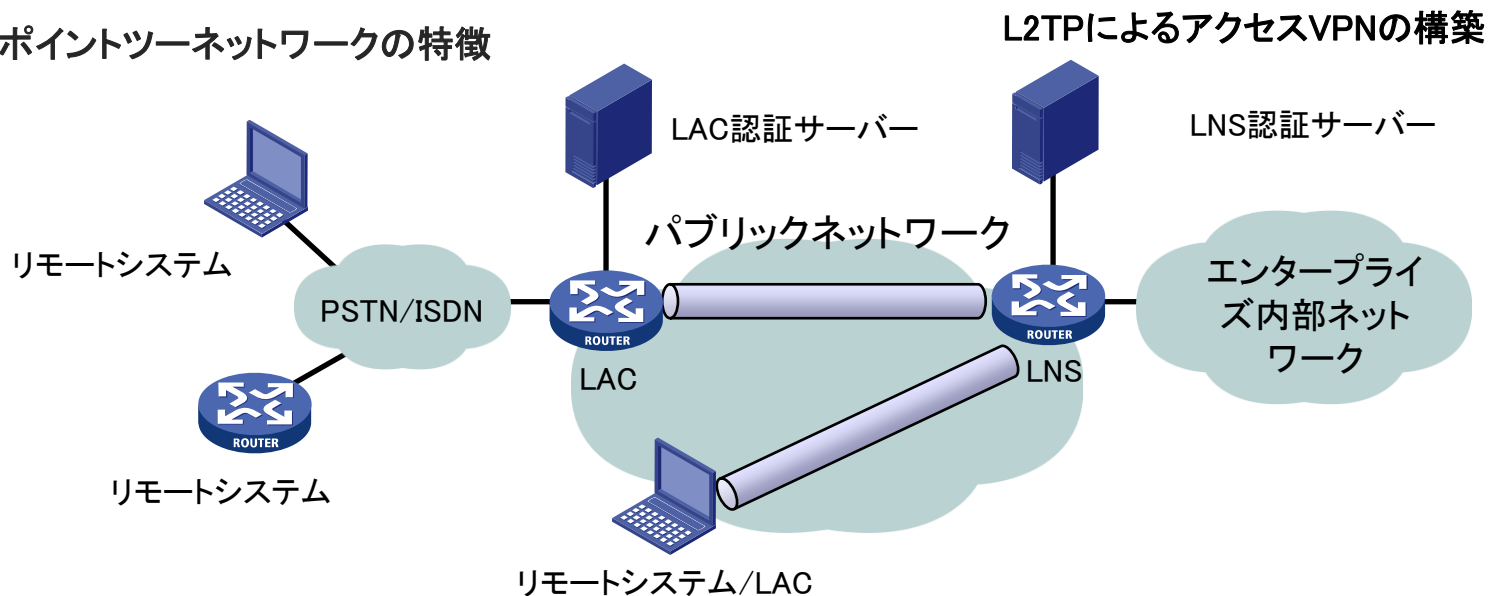 ポイントツーネットワークの特徴
L2TPによるアクセスVPNの構築
LAC認証サーバー
LNS認証サーバー
パブリックネットワーク
リモートシステム
PSTN/ISDN
ROUTER
LAC
ROUTER
LNS
エンタープライ
ズ内部ネット
ワーク
ROUTER
リモートシステム
リモートシステム/LAC